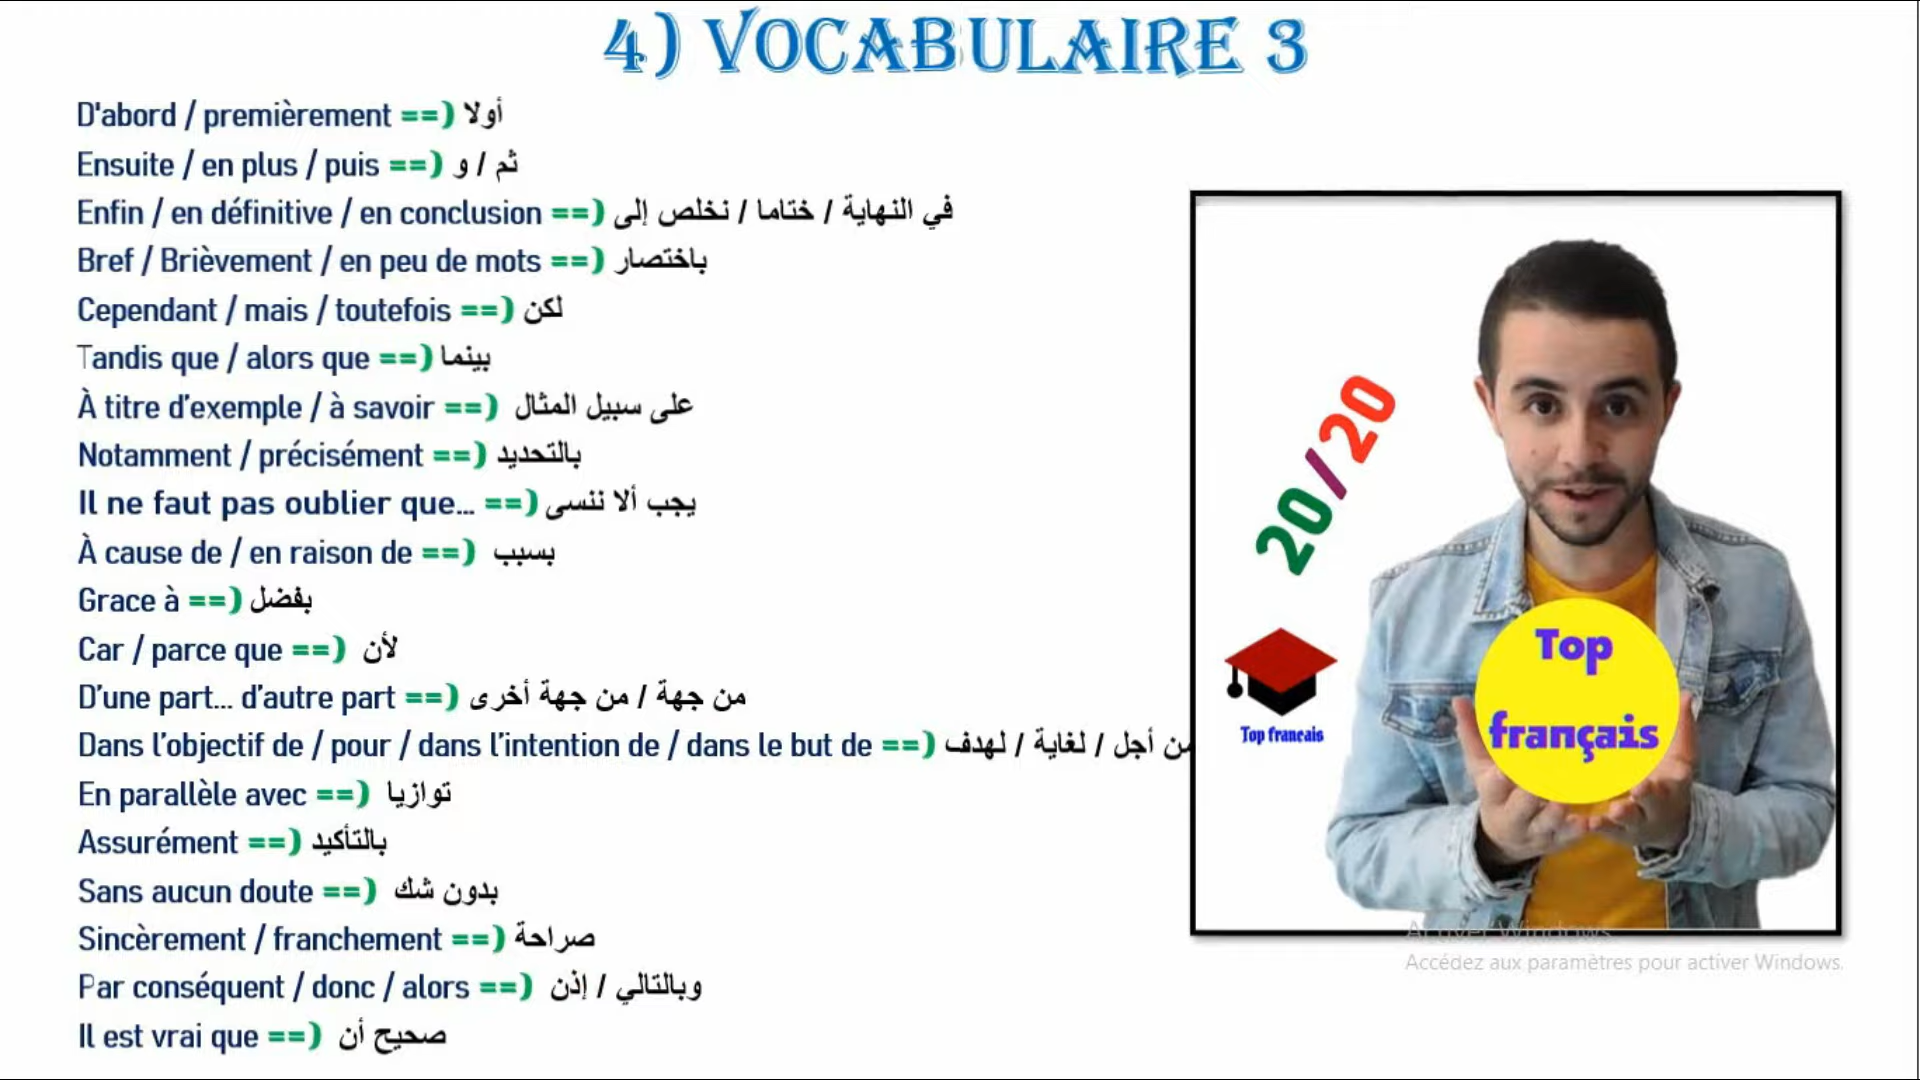 4) VOCABULAIRE 3
D'abord / premièrement ==) أولا
Ensuite / en plus / puis ==) ثم / و
Enfin / en définitive / en conclusion ==) في النهاية / ختاما / نخلص إلى
Bref / Brièvement / en peu de mots ==) باختصار
Cependant / mais / toutefois ==) لكن
Tandis que / alors que ==) بينما
À titre d'exemple / à savoir ==) على سبيل المثال
Notamment / précisément ==) بالتحديد
Il ne faut pas oublier que... ==) يجب ألا ننسى
À cause de / en raison de ==) بسبب
Grace à ==) بفضل
Car / parce que ==) لأن
D'une part... d'autre part ==) من جهة / من جهة أخرى
Dans l'objectif de / pour / dans l'intention de / dans le but de ==) من أجل / لغاية / لهدف
En parallèle avec ==) توازيا
Assurément ==) بالتأكيد
Sans aucun doute ==) بدون شك
Sincèrement / franchement ==) صراحة
Par conséquent / donc / alors ==) وبالتالي / إذن
Il est vrai que ==) صحيح أن
20/20
Top francais
Top
français
Activer Windows
Accédez aux paramètres pour activer Windows.